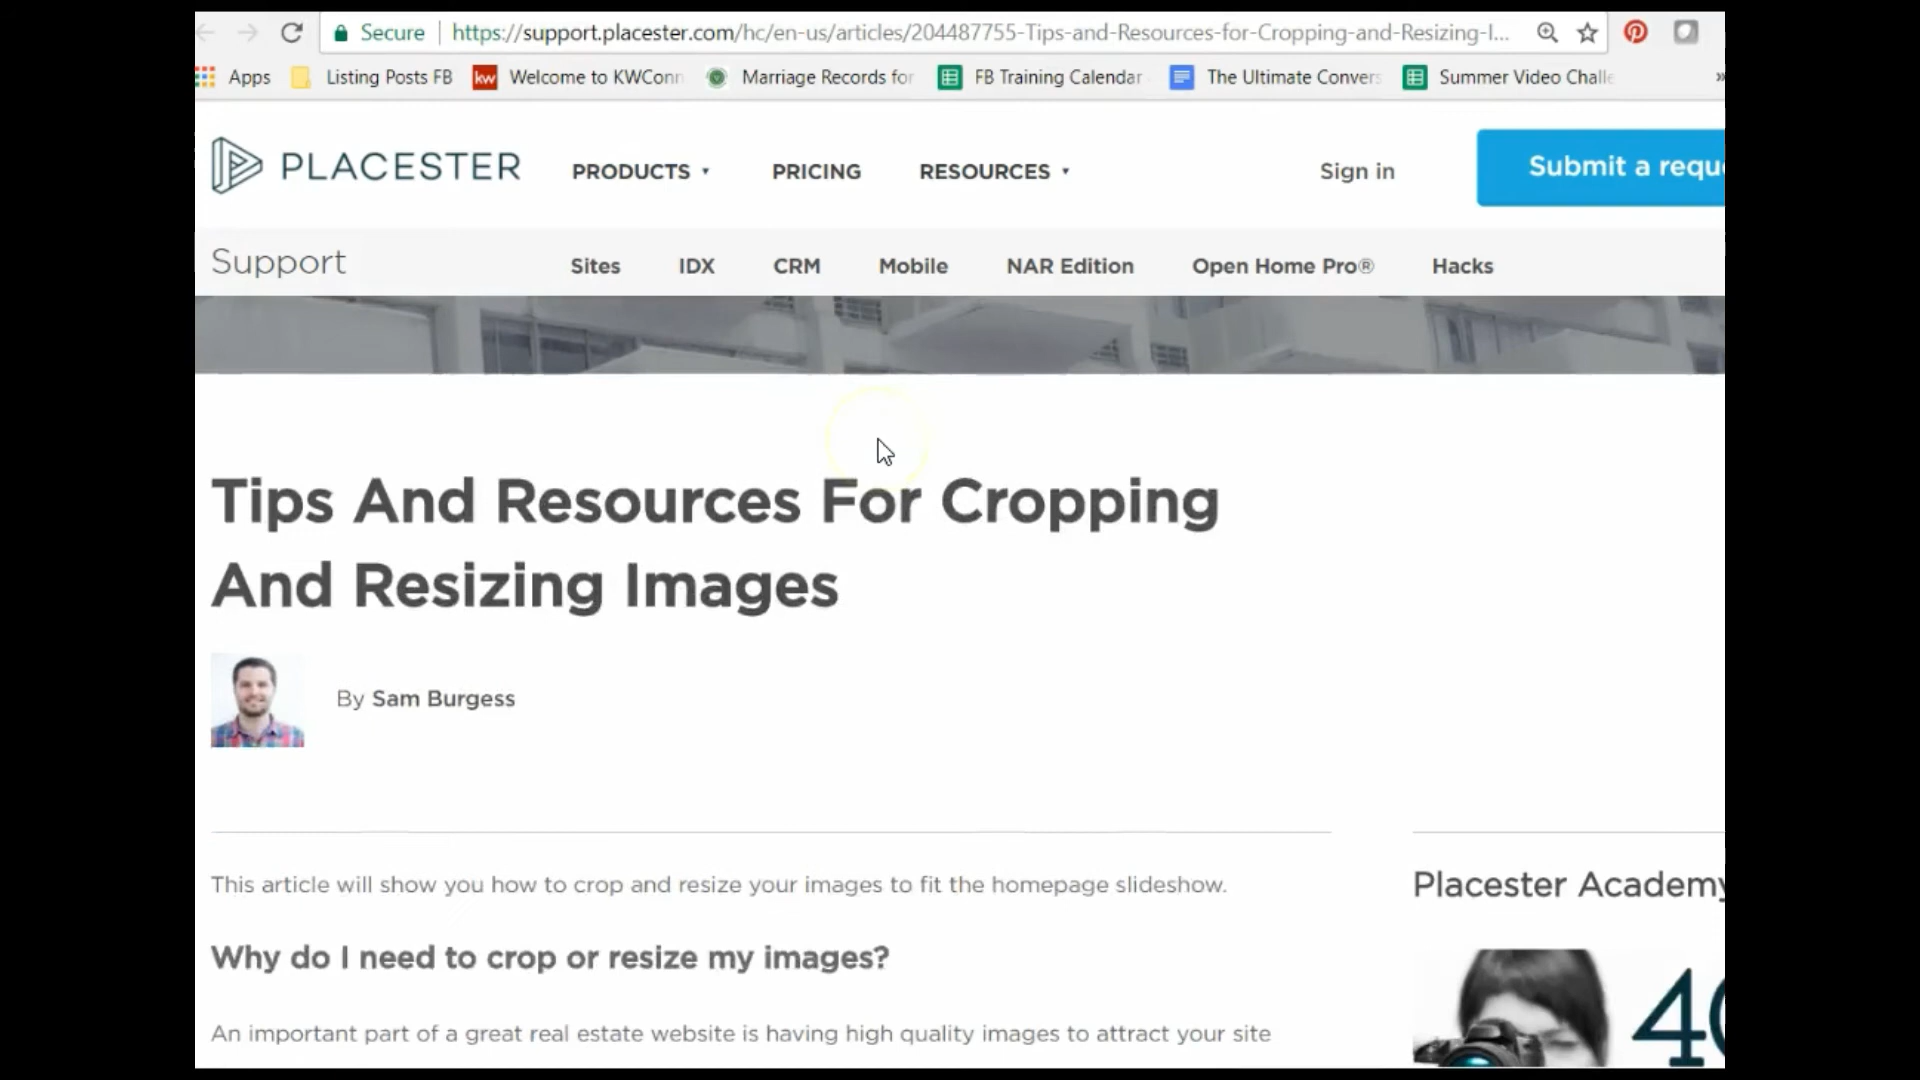 Secure https://support.placester.com/hc/en-us/articles/204487755-Tips-and-Resources-for-Cropping-and-Resizing-I...
Apps Listing Posts FB kw Welcome to KWConn Marriage Records for FB Training Calendar The Ultimate Convers Summer Video Challe »
PLACESTER PRODUCTS ▾ PRICING RESOURCES ▾ Sign in Submit a requ
Support Sites IDX CRM Mobile NAR Edition Open Home Pro® Hacks
Tips And Resources For Cropping
And Resizing Images
By Sam Burgess
This article will show you how to crop and resize your images to fit the homepage slideshow.
Placester Academy
Why do I need to crop or resize my images?
An important part of a great real estate website is having high quality images to attract your site